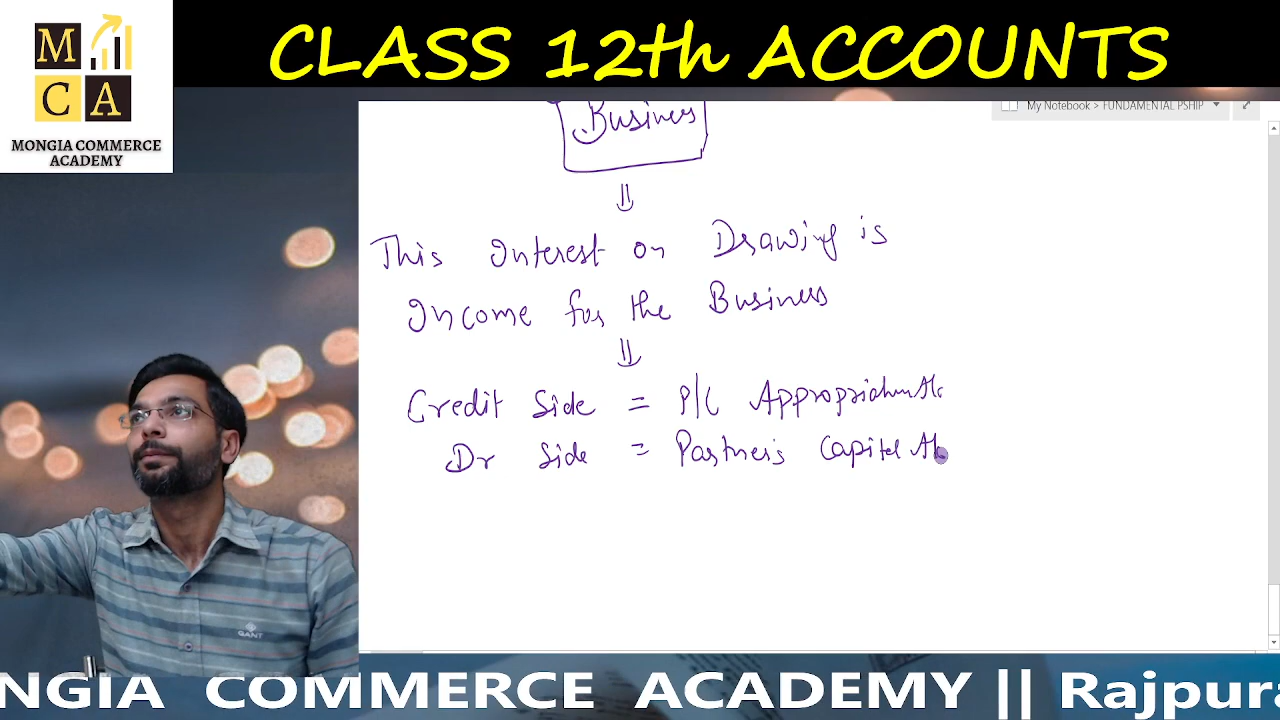 M
C A
MONGIA COMMERCE
ACADEMY
CLASS 12th ACCOUNTS
My Notebook > FUNDAMENTAL PSHIP
Business
This Interest on Drawing is
Income for the Business
Credit Side = P/L Appropriation A/c
Dr Side = Partner's Capital A/c
GANT
NGIA COMMERCE ACADEMY || Rajpura